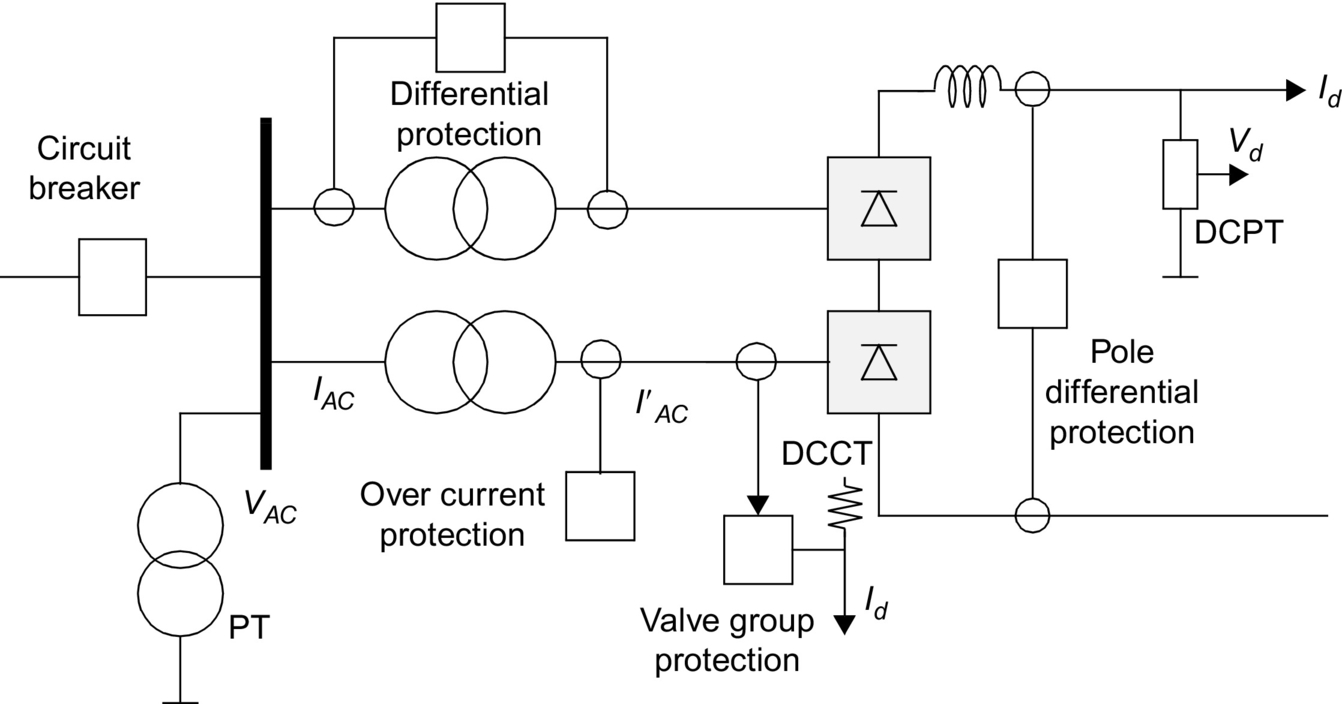 Differential
protection
Circuit
breaker
I_d
V_d
DCPT
Pole
differential
protection
I_AC
I'_AC
DCCT
V_AC
Over current
protection
I_d
Valve group
protection
PT